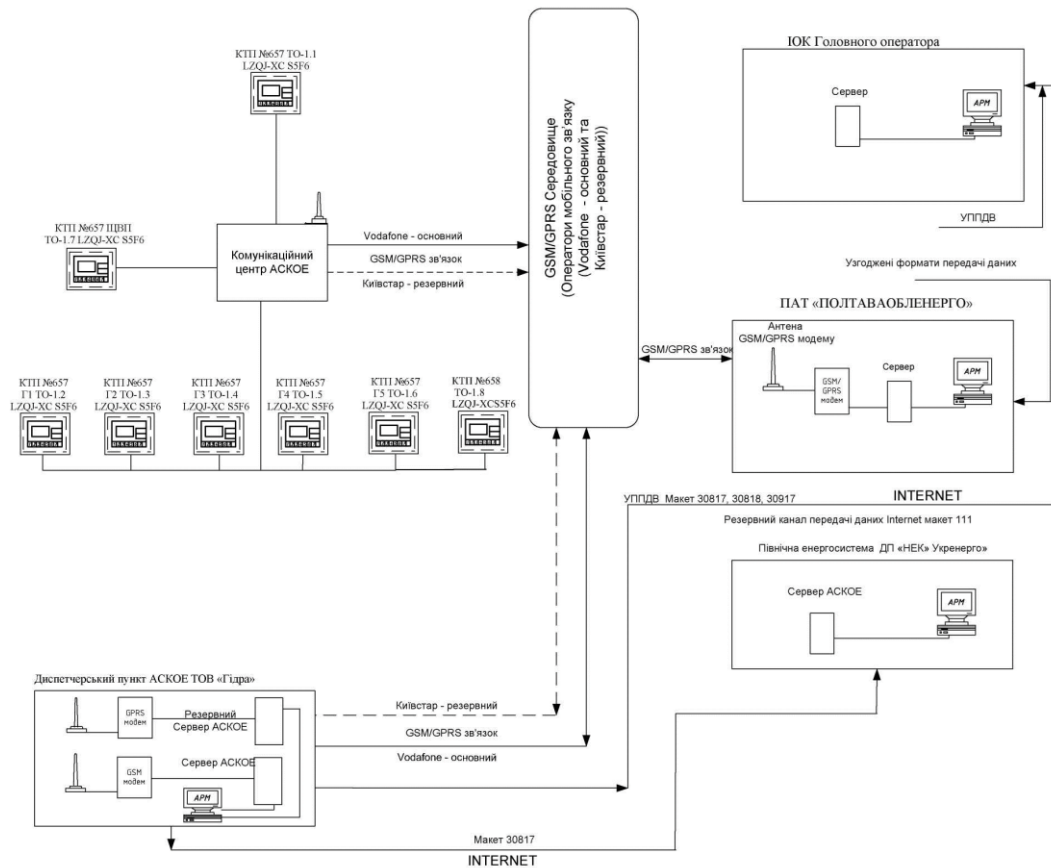 КТП №657 ТО-1.1
LZQJ-XC S5F6
КТП №657 ЩВП
ТО-1.7 LZQJ-XC S5F6
Комунікаційний
центр АСКОЕ
Vodafone - основний
GSM/GPRS зв'язок
Київстар - резервний
GSM/GPRS Середовище
(Оператори мобільного зв'язку
(Vodafone - основний та
Київстар - резервний))
ІОК Головного оператора
Сервер
АРМ
УППДВ
Узгоджені формати передачі даних
ПАТ «ПОЛТАВАОБЛЕНЕРГО»
Антена
GSM/GPRS модему
GSM/GPRS зв'язок
GSM/
GPRS
модем
Сервер
АРМ
КТП №657
Г1 ТО-1.2
LZQJ-XC S5F6
КТП №657
Г2 ТО-1.3
LZQJ-XC S5F6
КТП №657
Г3 ТО-1.4
LZQJ-XC S5F6
КТП №657
Г4 ТО-1.5
LZQJ-XC S5F6
КТП №657
Г5 ТО-1.6
LZQJ-XC S5F6
КТП №658
ТО-1.8
LZQJ-XCS5F6
УППДВ Макет 30817, 30818, 30917
INTERNET
Резервний канал передачі даних Internet макет 111
Північна енергосистема ДП «НЕК» Укренерго»
Сервер АСКОЕ
АРМ
Диспетчерський пункт АСКОЕ ТОВ «Гідра»
GPRS
модем
Резервний
Сервер АСКОЕ
GSM
модем
Сервер АСКОЕ
АРМ
Київстар - резервний
GSM/GPRS зв'язок
Vodafone - основний
Макет 30817
INTERNET